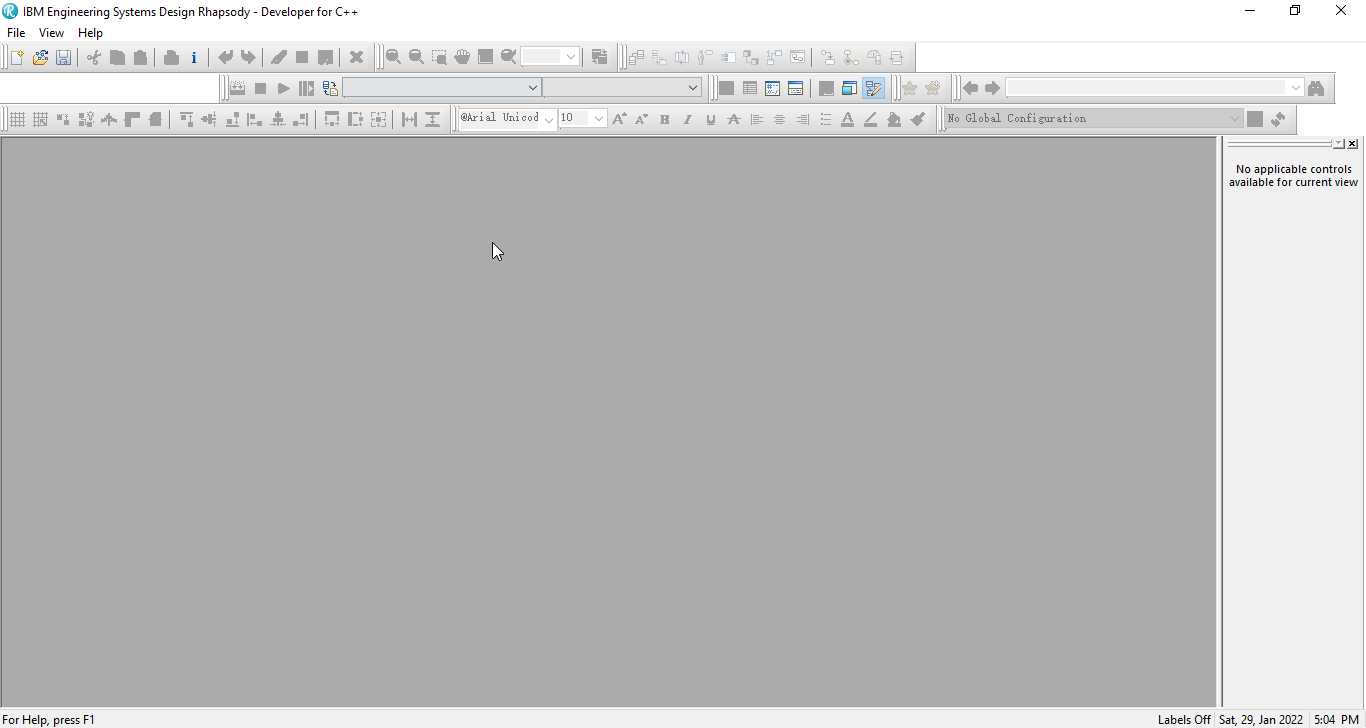 IBM Engineering Systems Design Rhapsody - Developer for C++
File View Help
@Arial Unicod 10 B I U A A No Global Configuration
No applicable controls
available for current view
For Help, press F1
Labels Off Sat, 29, Jan 2022 5:04 PM